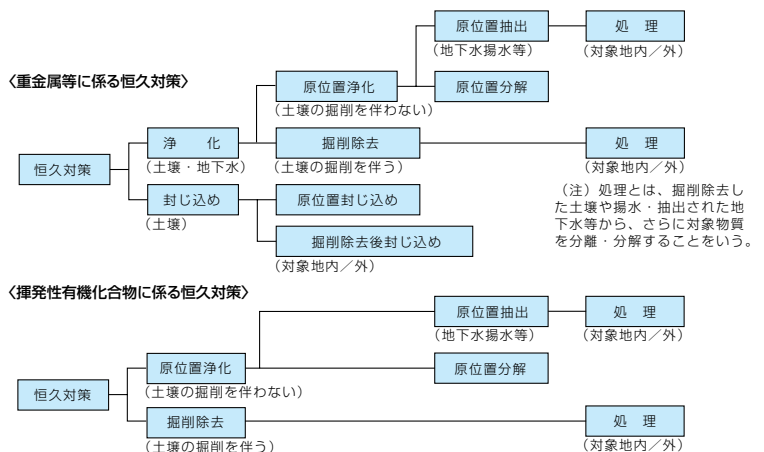 〈重金属等に係る恒久対策〉
原位置抽出
(地下水揚水等)
処　理
(対象地内／外)
原位置浄化
(土壌の掘削を伴わない)
原位置分解
浄　化
(土壌・地下水)
掘削除去
(土壌の掘削を伴う)
処　理
(対象地内／外)
恒久対策
封じ込め
(土壌)
原位置封じ込め
掘削除去後封じ込め
(対象地内／外)
(注）処理とは、掘削除去し
た土壌や揚水・抽出された地
下水等から、さらに対象物質
を分離・分解することをいう。
〈揮発性有機化合物に係る恒久対策〉
原位置抽出
(地下水揚水等)
処　理
(対象地内／外)
原位置浄化
(土壌の掘削を伴わない)
原位置分解
恒久対策
掘削除去
(土壌の掘削を伴う)
処　理
(対象地内／外)